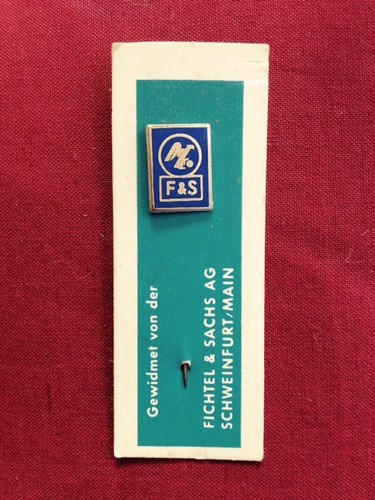 F&S
Gewidmet von der
FICHTEL & SACHS AG
SCHWEINFURT/MAIN